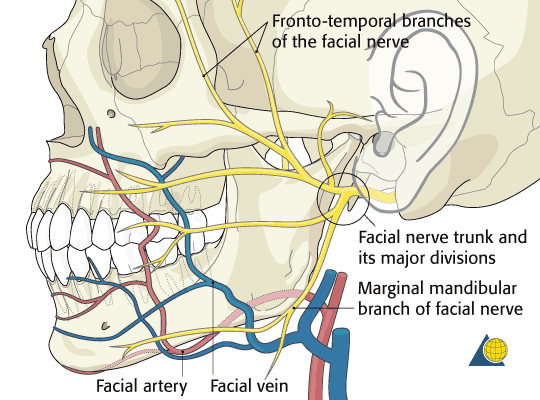 Fronto-temporal branches
of the facial nerve
Facial nerve trunk and
its major divisions
Marginal mandibular
branch of facial nerve
Facial artery
Facial vein